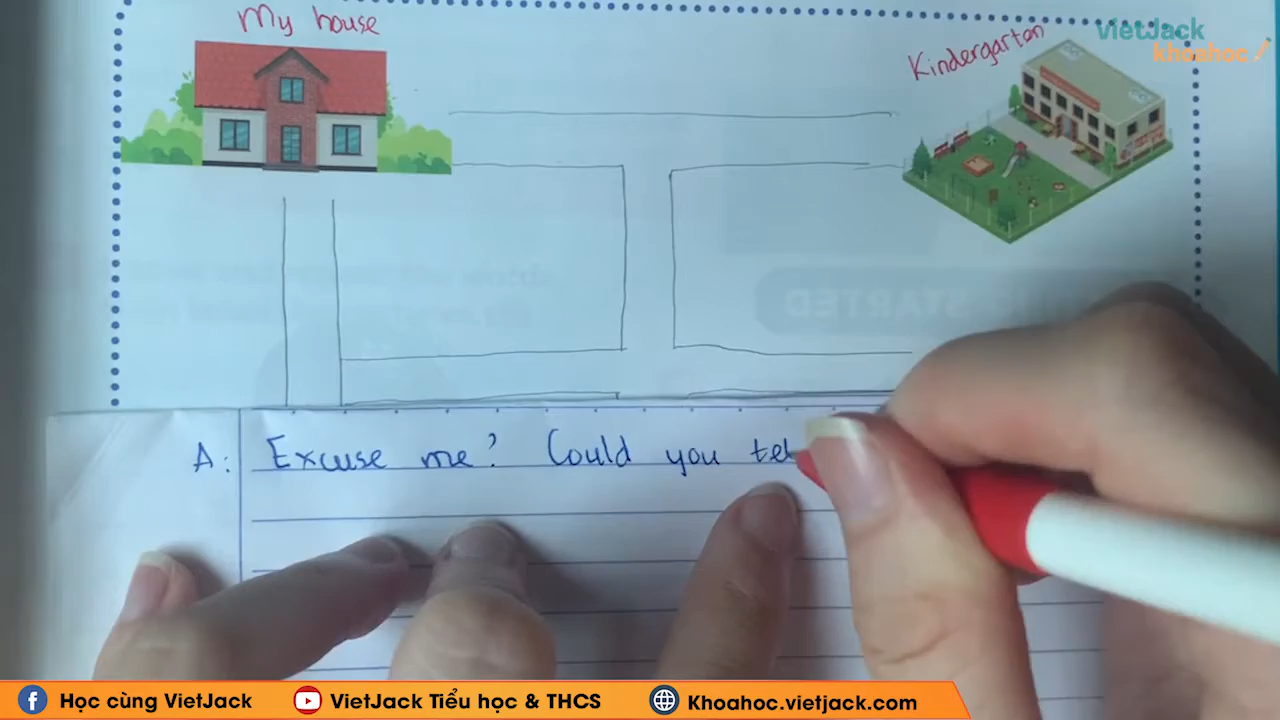 My house
Kindergarten
VietJack
khoahoc
STARTED
A: Excuse me? Could you tel
Học cùng VietJack
VietJack Tiểu học & THCS
Khoahoc.vietjack.com